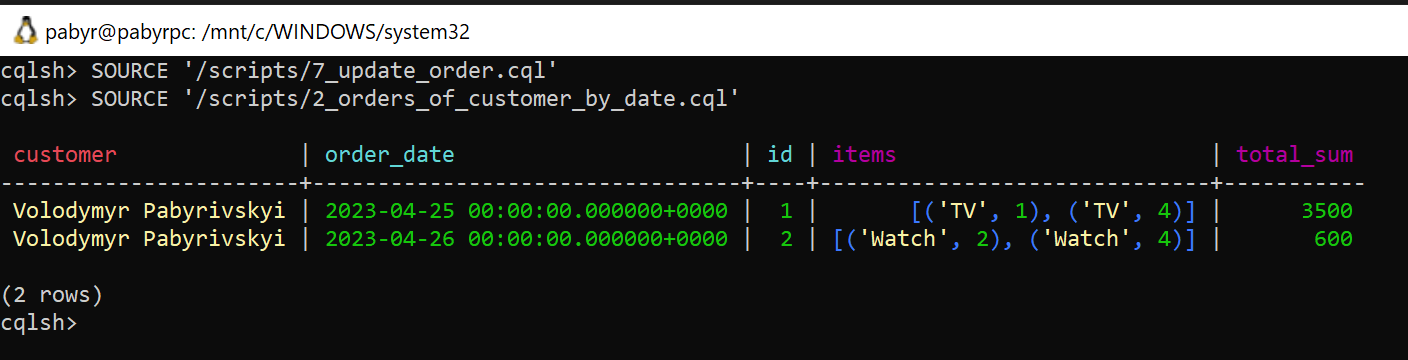 pabyr@pabyrpc: /mnt/c/WINDOWS/system32
cqlsh> SOURCE '/scripts/7_update_order.cql'
cqlsh> SOURCE '/scripts/2_orders_of_customer_by_date.cql'
 customer              | order_date                      | id | items                        | total_sum
-----------------------+---------------------------------+----+------------------------------+-----------
 Volodymyr Pabyrivskyi | 2023-04-25 00:00:00.000000+0000 |  1 |       [('TV', 1), ('TV', 4)] |      3500
 Volodymyr Pabyrivskyi | 2023-04-26 00:00:00.000000+0000 |  2 | [('Watch', 2), ('Watch', 4)] |       600
(2 rows)
cqlsh>